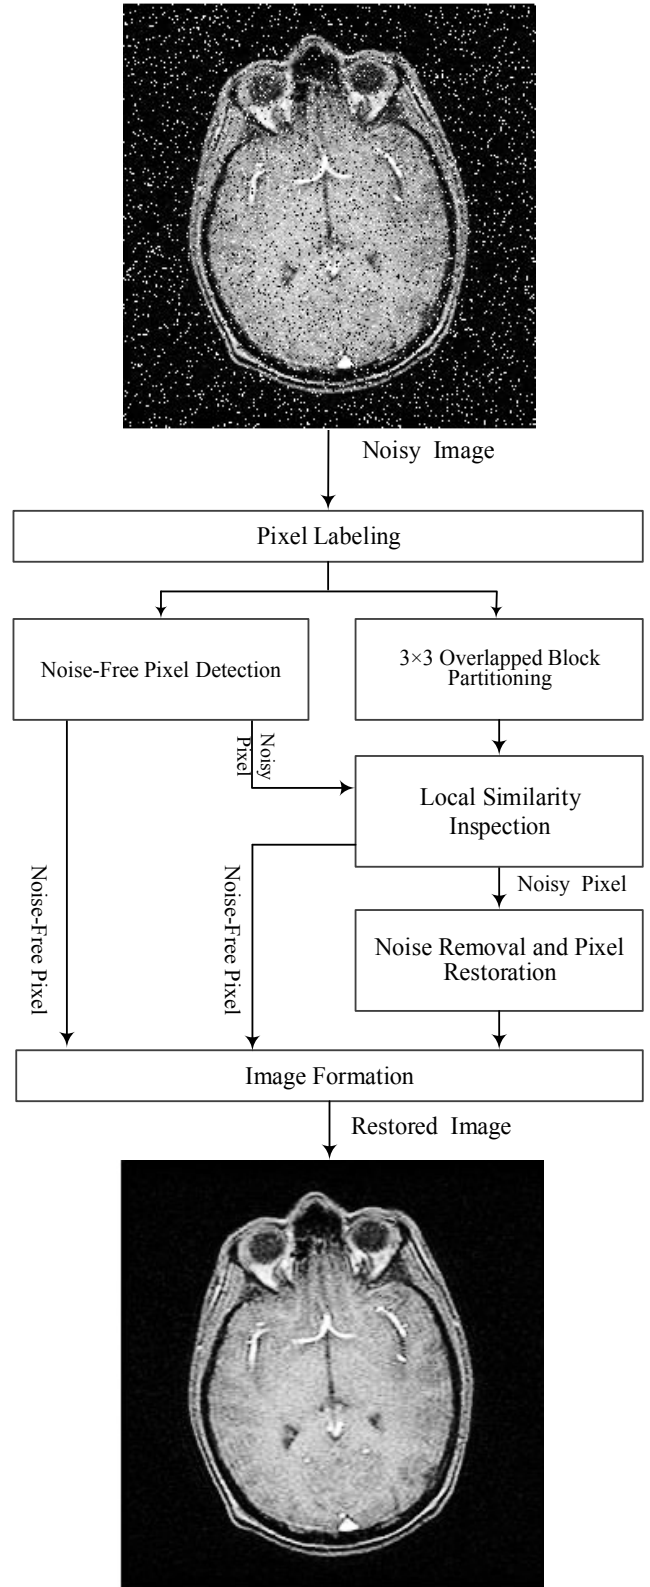 Noisy Image
Pixel Labeling
Noise-Free Pixel Detection
3×3 Overlapped Block
Partitioning
Noisy
Pixel
Local Similarity
Inspection
Noise-Free Pixel
Noise-Free Pixel
Noisy Pixel
Noise Removal and Pixel
Restoration
Image Formation
Restored Image